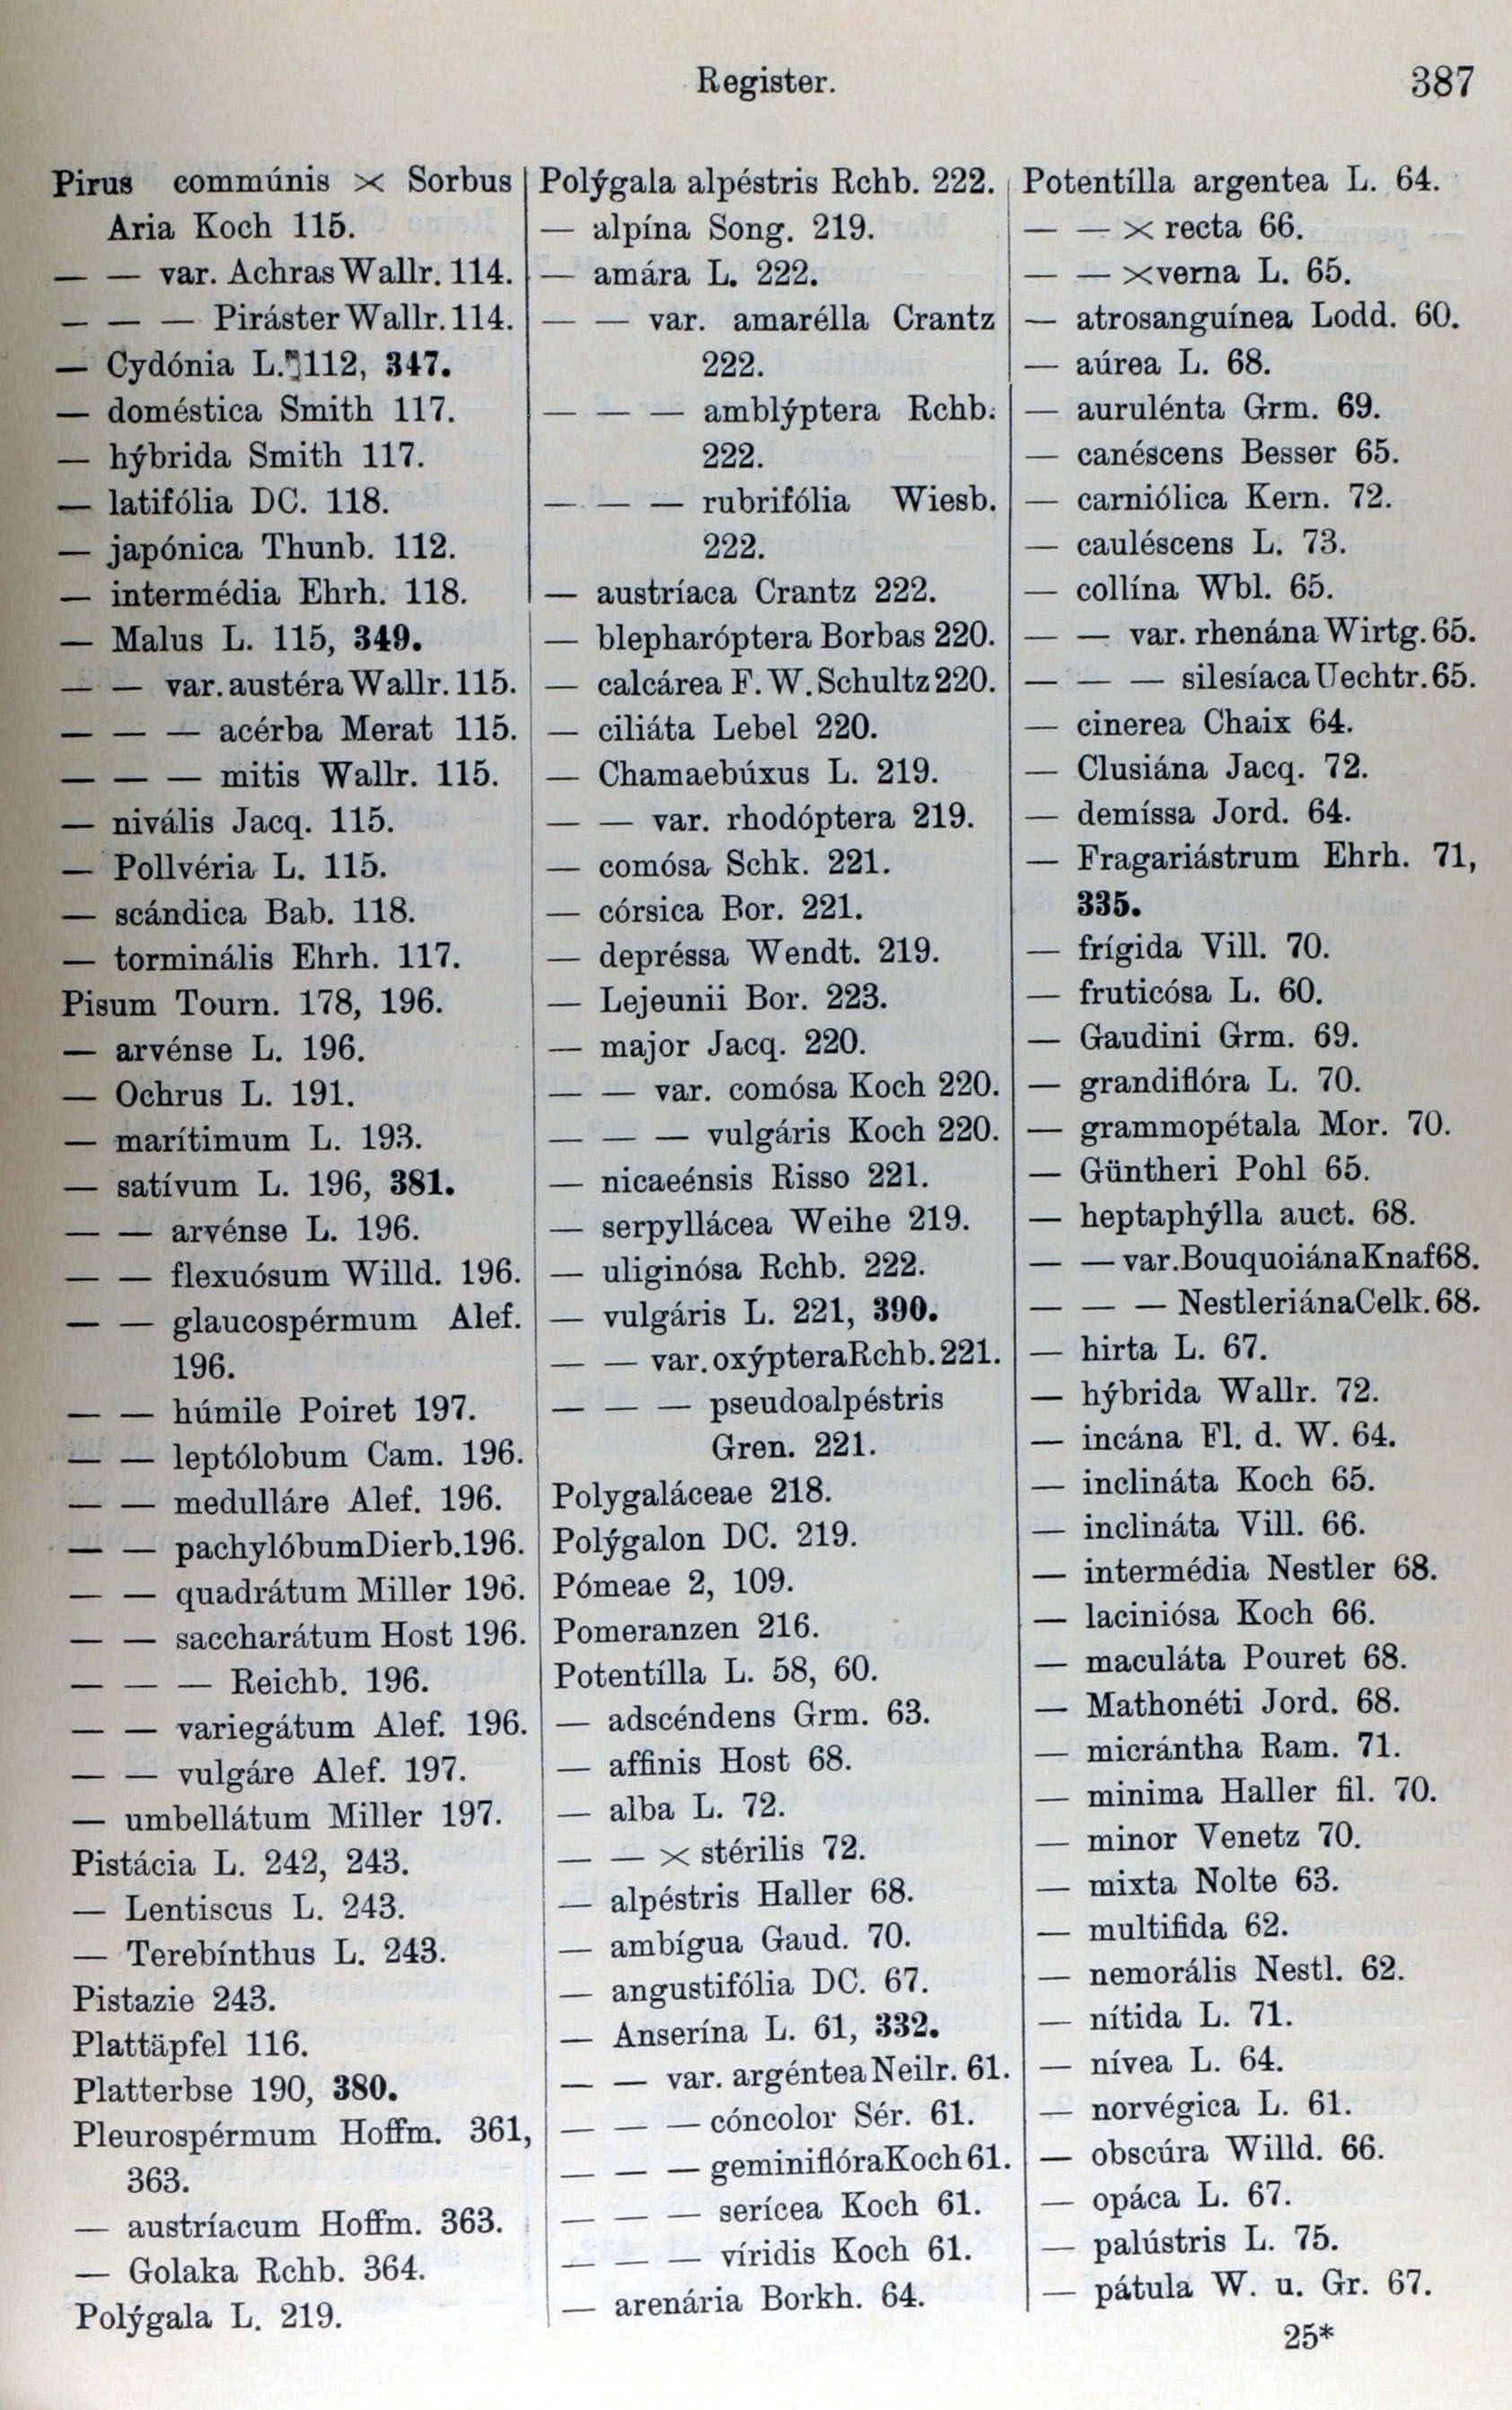 Register.
387
Pirus commúnis × Sorbus
Aria Koch 115.
— — var. Achras Wallr. 114.
— — — Piráster Wallr. 114.
— Cydónia L. 112, 347.
— doméstica Smith 117.
— hýbrida Smith 117.
— latifólia DC. 118.
— japónica Thunb. 112.
— intermédia Ehrh. 118.
— Malus L. 115, 349.
— — var. austéra Wallr. 115.
— — — acérba Merat 115.
— — — mitis Wallr. 115.
— nivális Jacq. 115.
— Pollvéria L. 115.
— scándica Bab. 118.
— torminális Ehrh. 117.
Pisum Tourn. 178, 196.
— arvénse L. 196.
— Ochrus L. 191.
— marítimum L. 193.
— satívum L. 196, 381.
— — arvénse L. 196.
— — flexuósum Willd. 196.
— — glaucospérmum Alef.
196.
— — húmile Poiret 197.
— — leptólobum Cam. 196.
— — medulláre Alef. 196.
— — pachylóbum Dierb. 196.
— — quadrátum Miller 196.
— — saccharátum Host 196.
— — — Reichb. 196.
— — variegátum Alef. 196.
— — vulgáre Alef. 197.
— umbellátum Miller 197.
Pistácia L. 242, 243.
— Lentiscus L. 243.
— Terebínthus L. 243.
Pistazie 243.
Plattäpfel 116.
Platterbse 190, 380.
Pleurospérmum Hoffm. 361,
363.
— austríacum Hoffm. 363.
— Golaka Rchb. 364.
Polýgala L. 219.
Polýgala alpéstris Rchb. 222.
— alpína Song. 219.
— amára L. 222.
— — var. amarélla Crantz
222.
— — — amblýptera Rchb.
222.
— — — rubrifólia Wiesb.
222.
— austríaca Crantz 222.
— blepharóptera Borbas 220.
— calcárea F. W. Schultz 220.
— ciliáta Lebel 220.
— Chamaebúxus L. 219.
— — var. rhodóptera 219.
— comósa Schk. 221.
— córsica Bor. 221.
— depréssa Wendt. 219.
— Lejeunii Bor. 223.
— major Jacq. 220.
— — var. comósa Koch 220.
— — — vulgáris Koch 220.
— nicaeénsis Risso 221.
— serpyllácea Weihe 219.
— uliginósa Rchb. 222.
— vulgáris L. 221, 390.
— — var. oxýptera Rchb. 221.
— — — pseudoalpéstris
Gren. 221.
Polygaláceae 218.
Polýgalon DC. 219.
Pómeae 2, 109.
Pomeranzen 216.
Potentílla L. 58, 60.
— adscéndens Grm. 63.
— affinis Host 68.
— alba L. 72.
— — × stérilis 72.
— alpéstris Haller 68.
— ambígua Gaud. 70.
— angustifólia DC. 67.
— Anserína L. 61, 332.
— — var. argéntea Neilr. 61.
— — — cóncolor Sér. 61.
— — — geminiflóra Koch 61.
— — — serícea Koch 61.
— — — víridis Koch 61.
— arenária Borkh. 64.
Potentílla argentea L. 64.
— — × recta 66.
— — × verna L. 65.
— atrosanguínea Lodd. 60.
— aúrea L. 68.
— aurulénta Grm. 69.
— canéscens Besser 65.
— carniólica Kern. 72.
— cauléscens L. 73.
— collína Wbl. 65.
— — var. rhenána Wirtg. 65.
— — — silesíaca Uechtr. 65.
— cinerea Chaix 64.
— Clusiána Jacq. 72.
— demíssa Jord. 64.
— Fragariástrum Ehrh. 71,
335.
— frígida Vill. 70.
— fruticósa L. 60.
— Gaudini Grm. 69.
— grandiflóra L. 70.
— grammopétala Mor. 70.
— Güntheri Pohl 65.
— heptaphýlla auct. 68.
— — var. Bouquoiána Knaf 68.
— — — Nestleriána Celk. 68.
— hirta L. 67.
— hýbrida Wallr. 72.
— incána Fl. d. W. 64.
— inclináta Koch 65.
— inclináta Vill. 66.
— intermédia Nestler 68.
— laciniósa Koch 66.
— maculáta Pouret 68.
— Mathonéti Jord. 68.
— micrántha Ram. 71.
— minima Haller fil. 70.
— minor Venetz 70.
— mixta Nolte 63.
— multifida 62.
— nemorális Nestl. 62.
— nítida L. 71.
— nívea L. 64.
— norvégica L. 61.
— obscúra Willd. 66.
— opáca L. 67.
— palústris L. 75.
— pátula W. u. Gr. 67.
25*